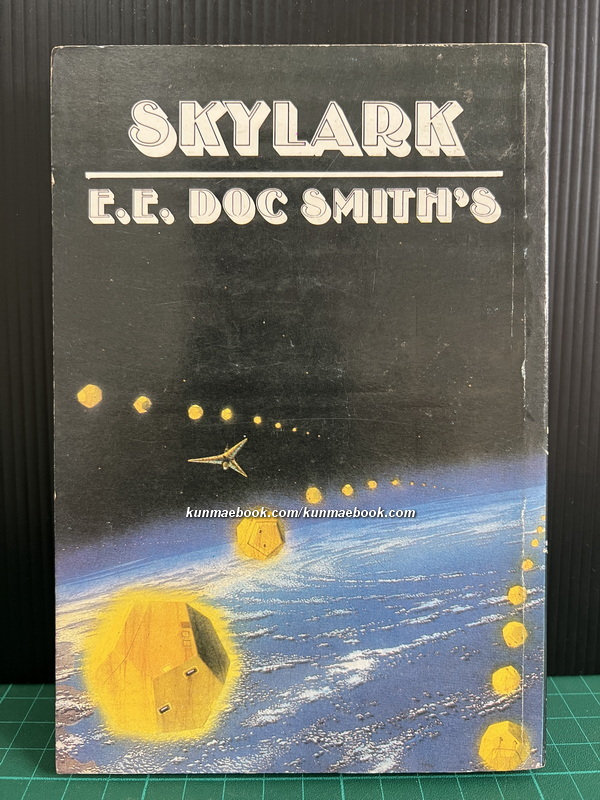 SKYLARK
E.E. DOC SMITH'S
kunmaebook.com/kunmaebook.com